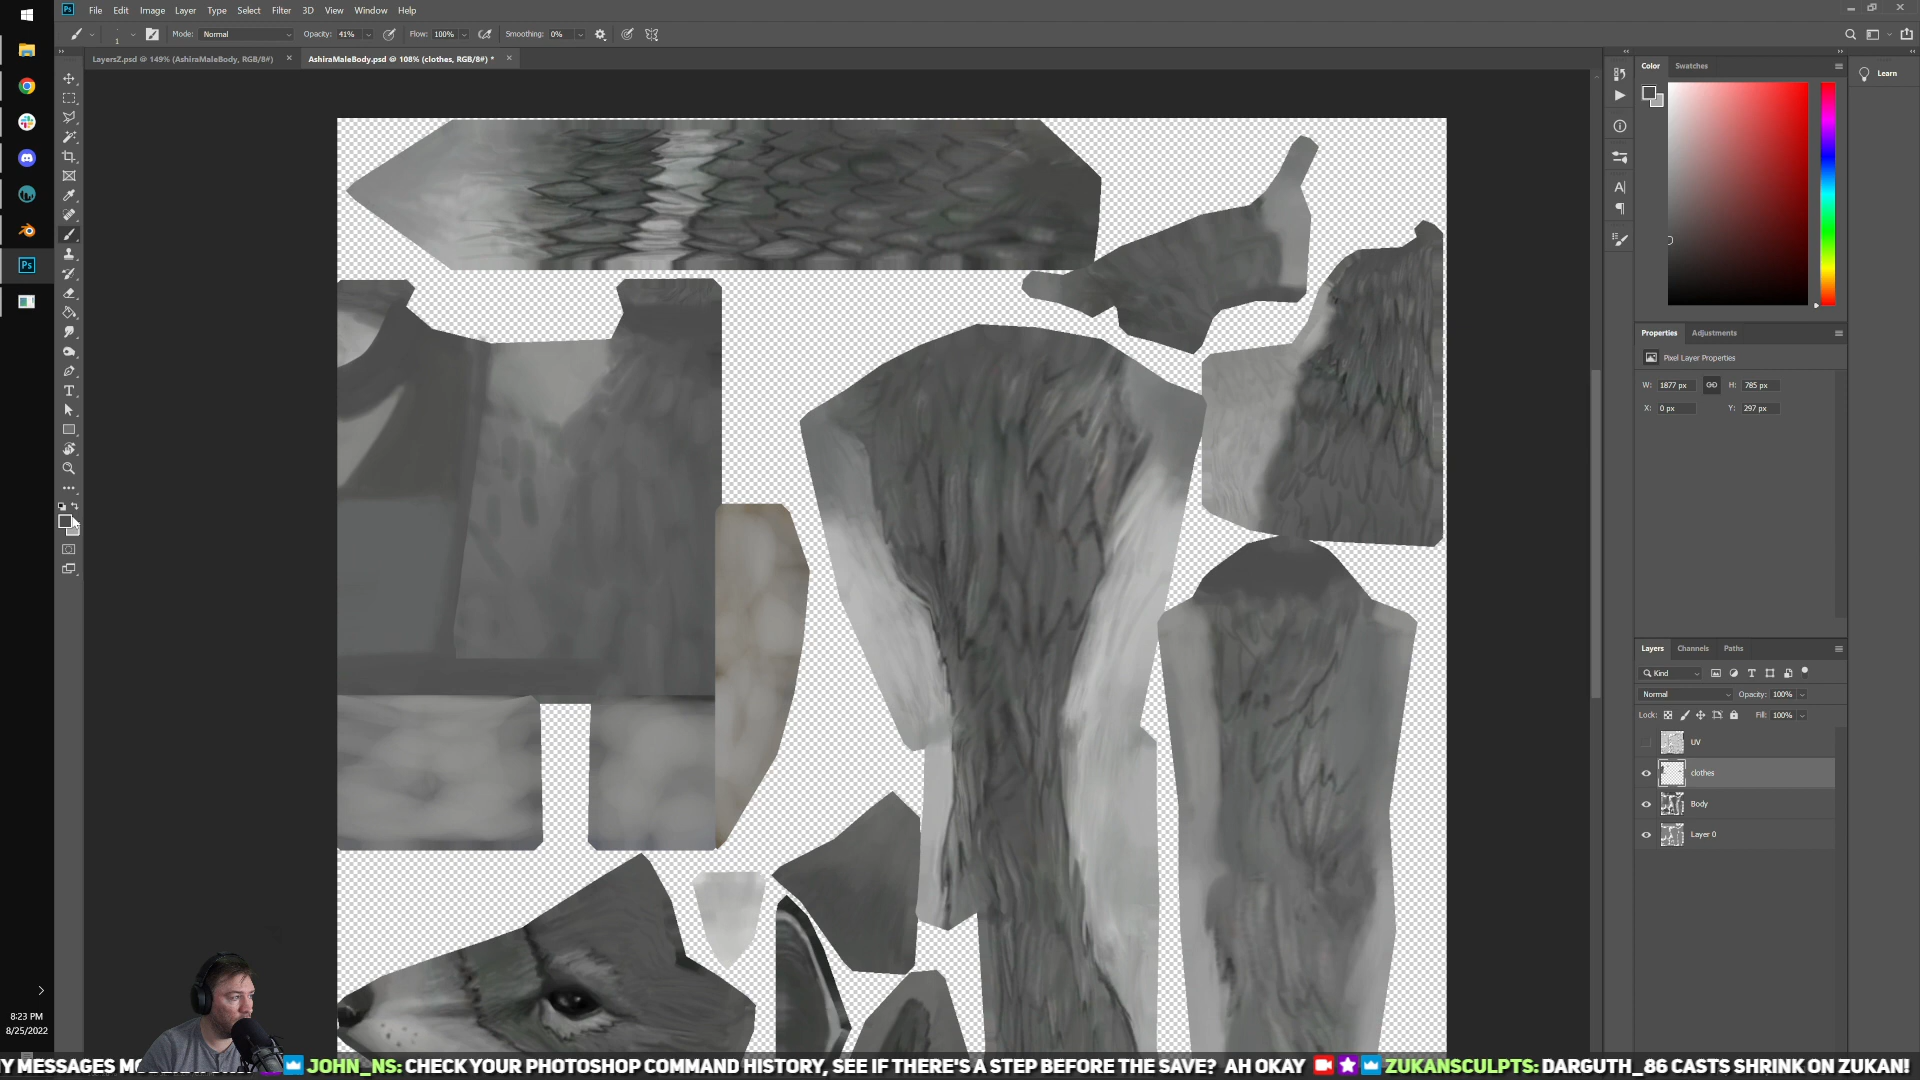 File Edit Image Layer Type Select Filter 3D View Window Help
1 Mode: Normal Opacity: 41% Flow: 100% Smoothing: 0%
LayersZ.psd @ 149% (AshiraMaleBody, RGB/8#) × AshiraMaleBody.psd @ 108% (clothes, RGB/8#) * ×
Color Swatches
Learn
Properties Adjustments
Pixel Layer Properties
W: 1877 px H: 785 px
X: 0 px Y: 297 px
Layers Channels Paths
Kind
Normal Opacity: 100%
Lock: Fill: 100%
UV
clothes
Body
Layer 0
8:23 PM
8/25/2022
JOHN_NS: CHECK YOUR PHOTOSHOP COMMAND HISTORY, SEE IF THERE'S A STEP BEFORE THE SAVE? AH OKAY ZUKANSCULPTS: DARGUTH_86 CASTS SHRINK ON ZUKAN!